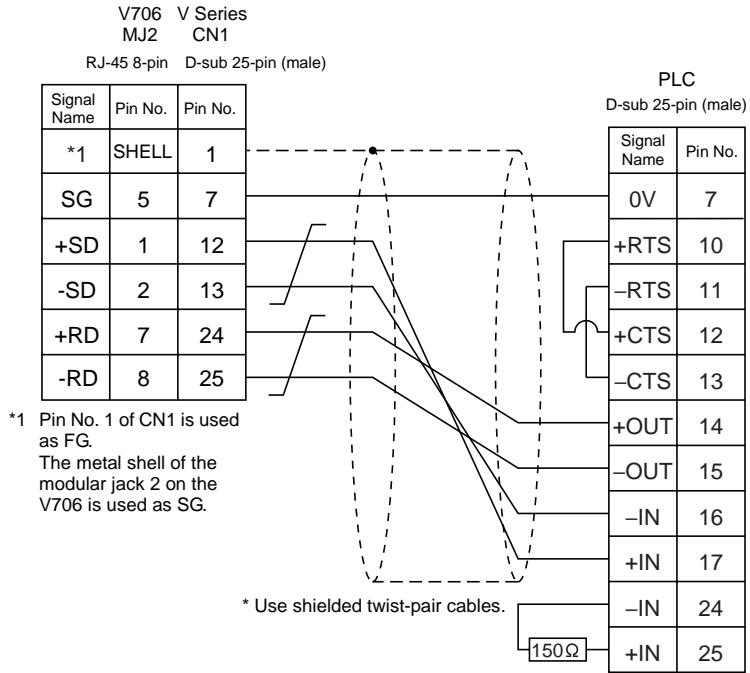 V706 V Series
MJ2 CN1
RJ-45 8-pin D-sub 25-pin (male)
Signal Name Pin No. Pin No.
*1 SHELL 1
SG 5 7
+SD 1 12
-SD 2 13
+RD 7 24
-RD 8 25
*1 Pin No. 1 of CN1 is used
as FG.
The metal shell of the
modular jack 2 on the
V706 is used as SG.
* Use shielded twist-pair cables.
PLC
D-sub 25-pin (male)
Signal Name Pin No.
0V 7
+RTS 10
–RTS 11
+CTS 12
–CTS 13
+OUT 14
–OUT 15
–IN 16
+IN 17
–IN 24
150Ω +IN 25